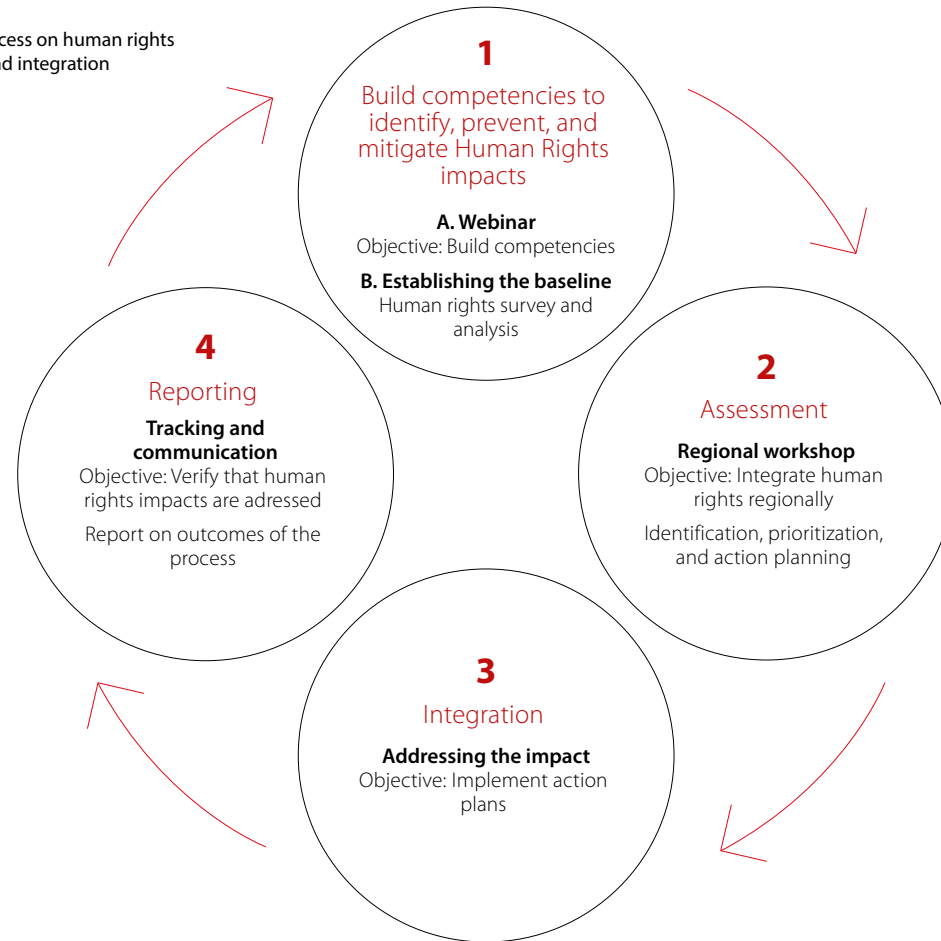 on human rights
integration
1
Build competencies to
identify, prevent, and
mitigate Human Rights
impacts
A. Webinar
Objective: Build competencies
B. Establishing the baseline
Human rights survey and
analysis
2
Assessment
Regional workshop
Objective: Integrate human
rights regionally
Identification, prioritization,
and action planning
3
Integration
Addressing the impact
Objective: Implement action
plans
4
Reporting
Tracking and
communication
Objective: Verify that human
rights impacts are adressed
Report on outcomes of the
process